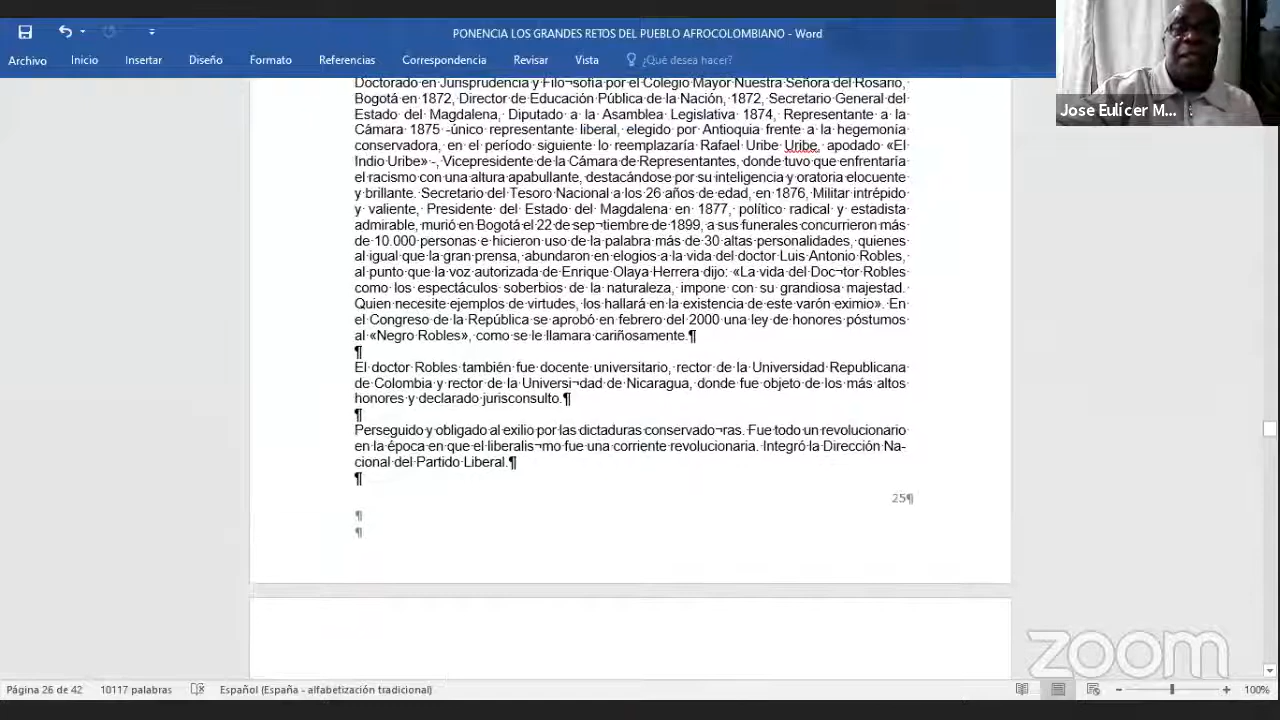 PONENCIA LOS GRANDES RETOS DEL PUEBLO AFROCOLOMBIANO - Word
Archivo Inicio Insertar Diseño Formato Referencias Correspondencia Revisar Vista ¿Qué desea hacer?
Jose Eulícer M...
Doctorado en Jurisprudencia y Filo¬sofía por el Colegio Mayor Nuestra Señora del Rosario,
Bogotá en 1872, Director de Educación Pública de la Nación, 1872, Secretario General del
Estado del Magdalena, Diputado a la Asamblea Legislativa 1874, Representante a la
Cámara 1875 -único representante liberal, elegido por Antioquia frente a la hegemonía
conservadora, en el período siguiente lo reemplazaría Rafael Uribe Uribe, apodado «El
Indio Uribe» -, Vicepresidente de la Cámara de Representantes, donde tuvo que enfrentaría
el racismo con una altura apabullante, destacándose por su inteligencia y oratoria elocuente
y brillante. Secretario del Tesoro Nacional a los 26 años de edad, en 1876, Militar intrépido
y valiente, Presidente del Estado del Magdalena en 1877, político radical y estadista
admirable, murió en Bogotá el 22 de sep¬tiembre de 1899, a sus funerales concurrieron más
de 10.000 personas e hicieron uso de la palabra más de 30 altas personalidades, quienes
al igual que la gran prensa, abundaron en elogios a la vida del doctor Luis Antonio Robles,
al punto que la voz autorizada de Enrique Olaya Herrera dijo: «La vida del Doc¬tor Robles
como los espectáculos soberbios de la naturaleza, impone con su grandiosa majestad.
Quien necesite ejemplos de virtudes, los hallará en la existencia de este varón eximio». En
el Congreso de la República se aprobó en febrero del 2000 una ley de honores póstumos
al «Negro Robles», como se le llamara cariñosamente.¶
¶
El doctor Robles también fue docente universitario, rector de la Universidad Republicana
de Colombia y rector de la Universi¬dad de Nicaragua, donde fue objeto de los más altos
honores y declarado jurisconsulto.¶
¶
Perseguido y obligado al exilio por las dictaduras conservado¬ras. Fue todo un revolucionario
en la época en que el liberalis¬mo fue una corriente revolucionaria. Integró la Dirección Na-
cional del Partido Liberal.¶
¶
25¶
¶
¶
zoom
Página 26 de 42 10117 palabras Español (España - alfabetización tradicional) 100%